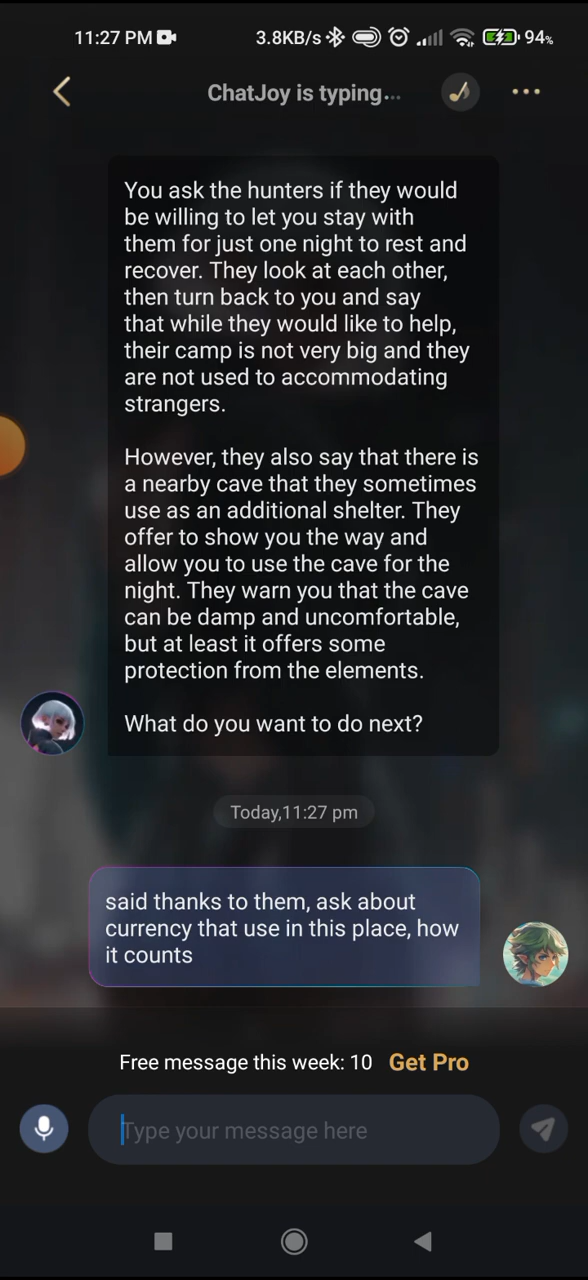 11:27 PM 3.8KB/s 94%
ChatJoy is typing...
You ask the hunters if they would
be willing to let you stay with
them for just one night to rest and
recover. They look at each other,
then turn back to you and say
that while they would like to help,
their camp is not very big and they
are not used to accommodating
strangers.
However, they also say that there is
a nearby cave that they sometimes
use as an additional shelter. They
offer to show you the way and
allow you to use the cave for the
night. They warn you that the cave
can be damp and uncomfortable,
but at least it offers some
protection from the elements.
What do you want to do next?
Today,11:27 pm
said thanks to them, ask about
currency that use in this place, how
it counts
Free message this week: 10 Get Pro
Type your message here